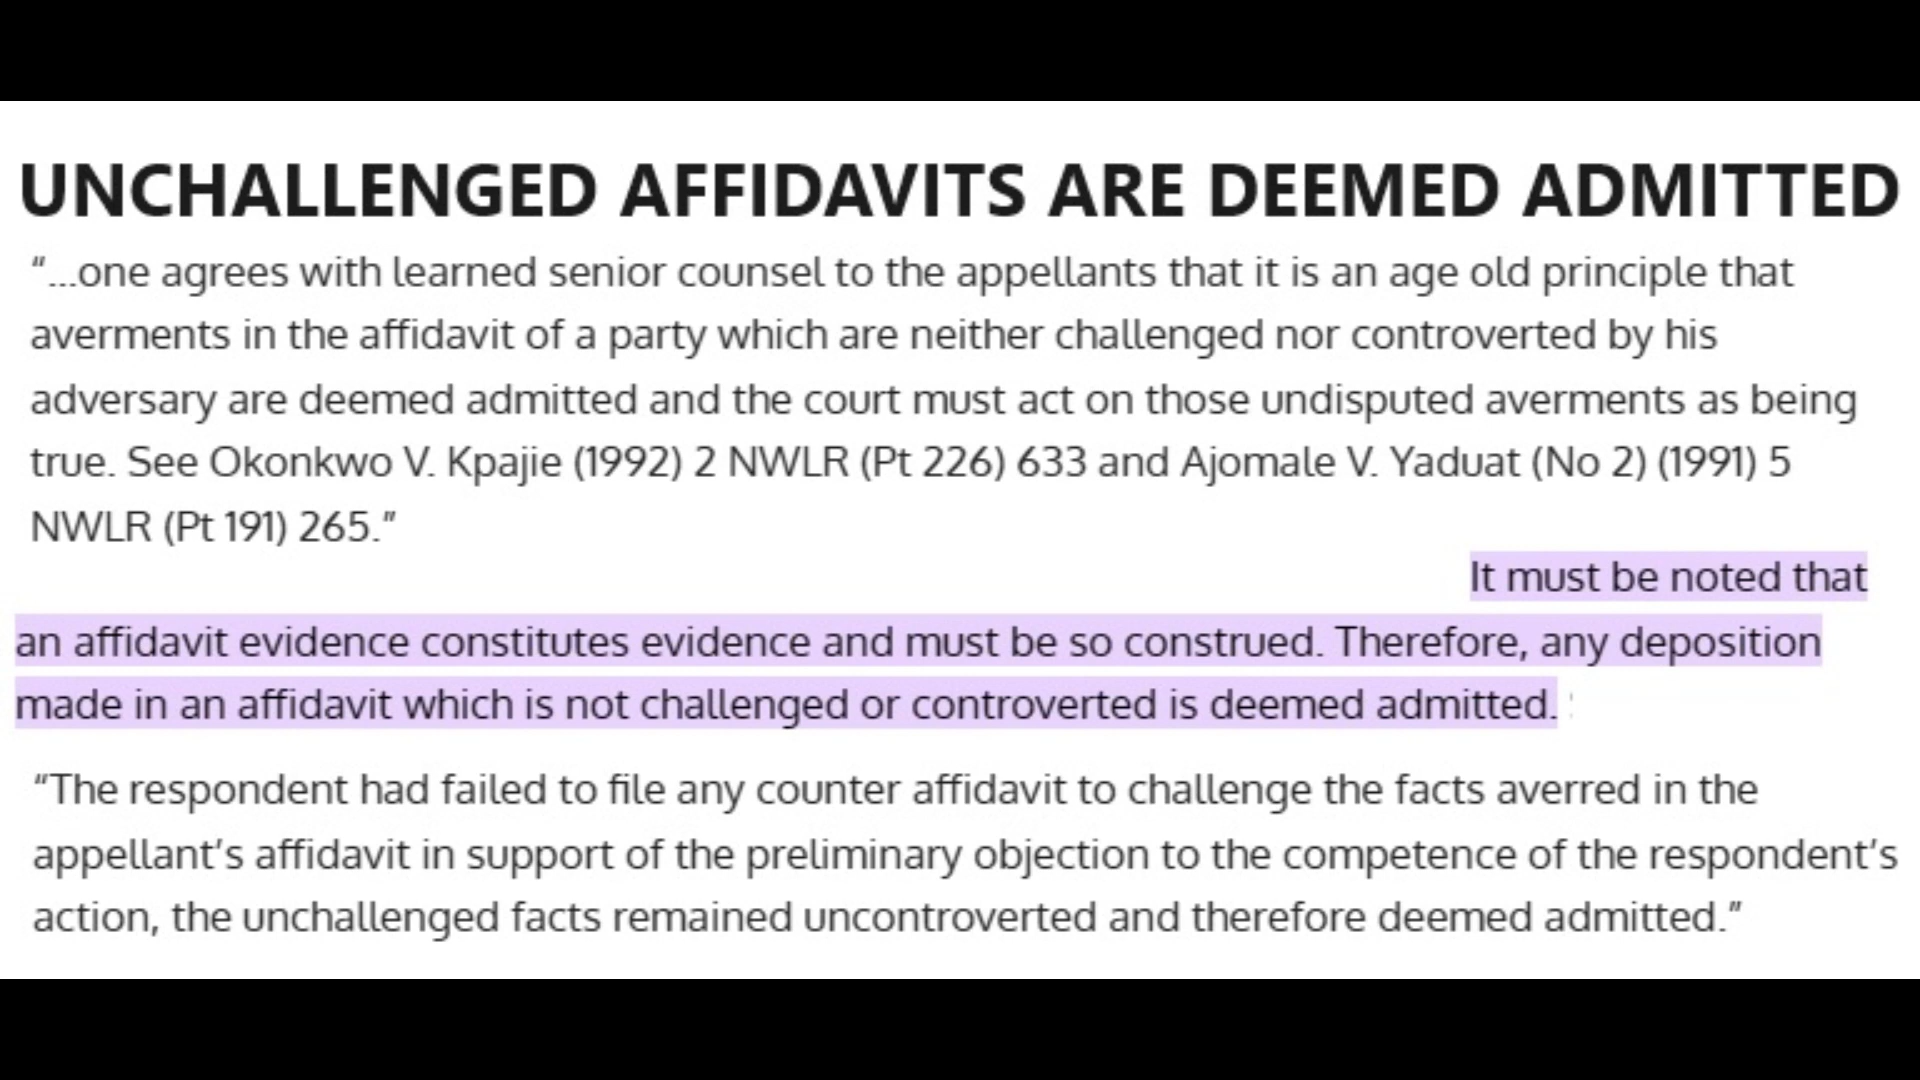 UNCHALLENGED AFFIDAVITS ARE DEEMED ADMITTED
“...one agrees with learned senior counsel to the appellants that it is an age old principle that
averments in the affidavit of a party which are neither challenged nor controverted by his
adversary are deemed admitted and the court must act on those undisputed averments as being
true. See Okonkwo V. Kpajie (1992) 2 NWLR (Pt 226) 633 and Ajomale V. Yaduat (No 2) (1991) 5
NWLR (Pt 191) 265.”
It must be noted that
an affidavit evidence constitutes evidence and must be so construed. Therefore, any deposition
made in an affidavit which is not challenged or controverted is deemed admitted.
“The respondent had failed to file any counter affidavit to challenge the facts averred in the
appellant’s affidavit in support of the preliminary objection to the competence of the respondent’s
action, the unchallenged facts remained uncontroverted and therefore deemed admitted.”